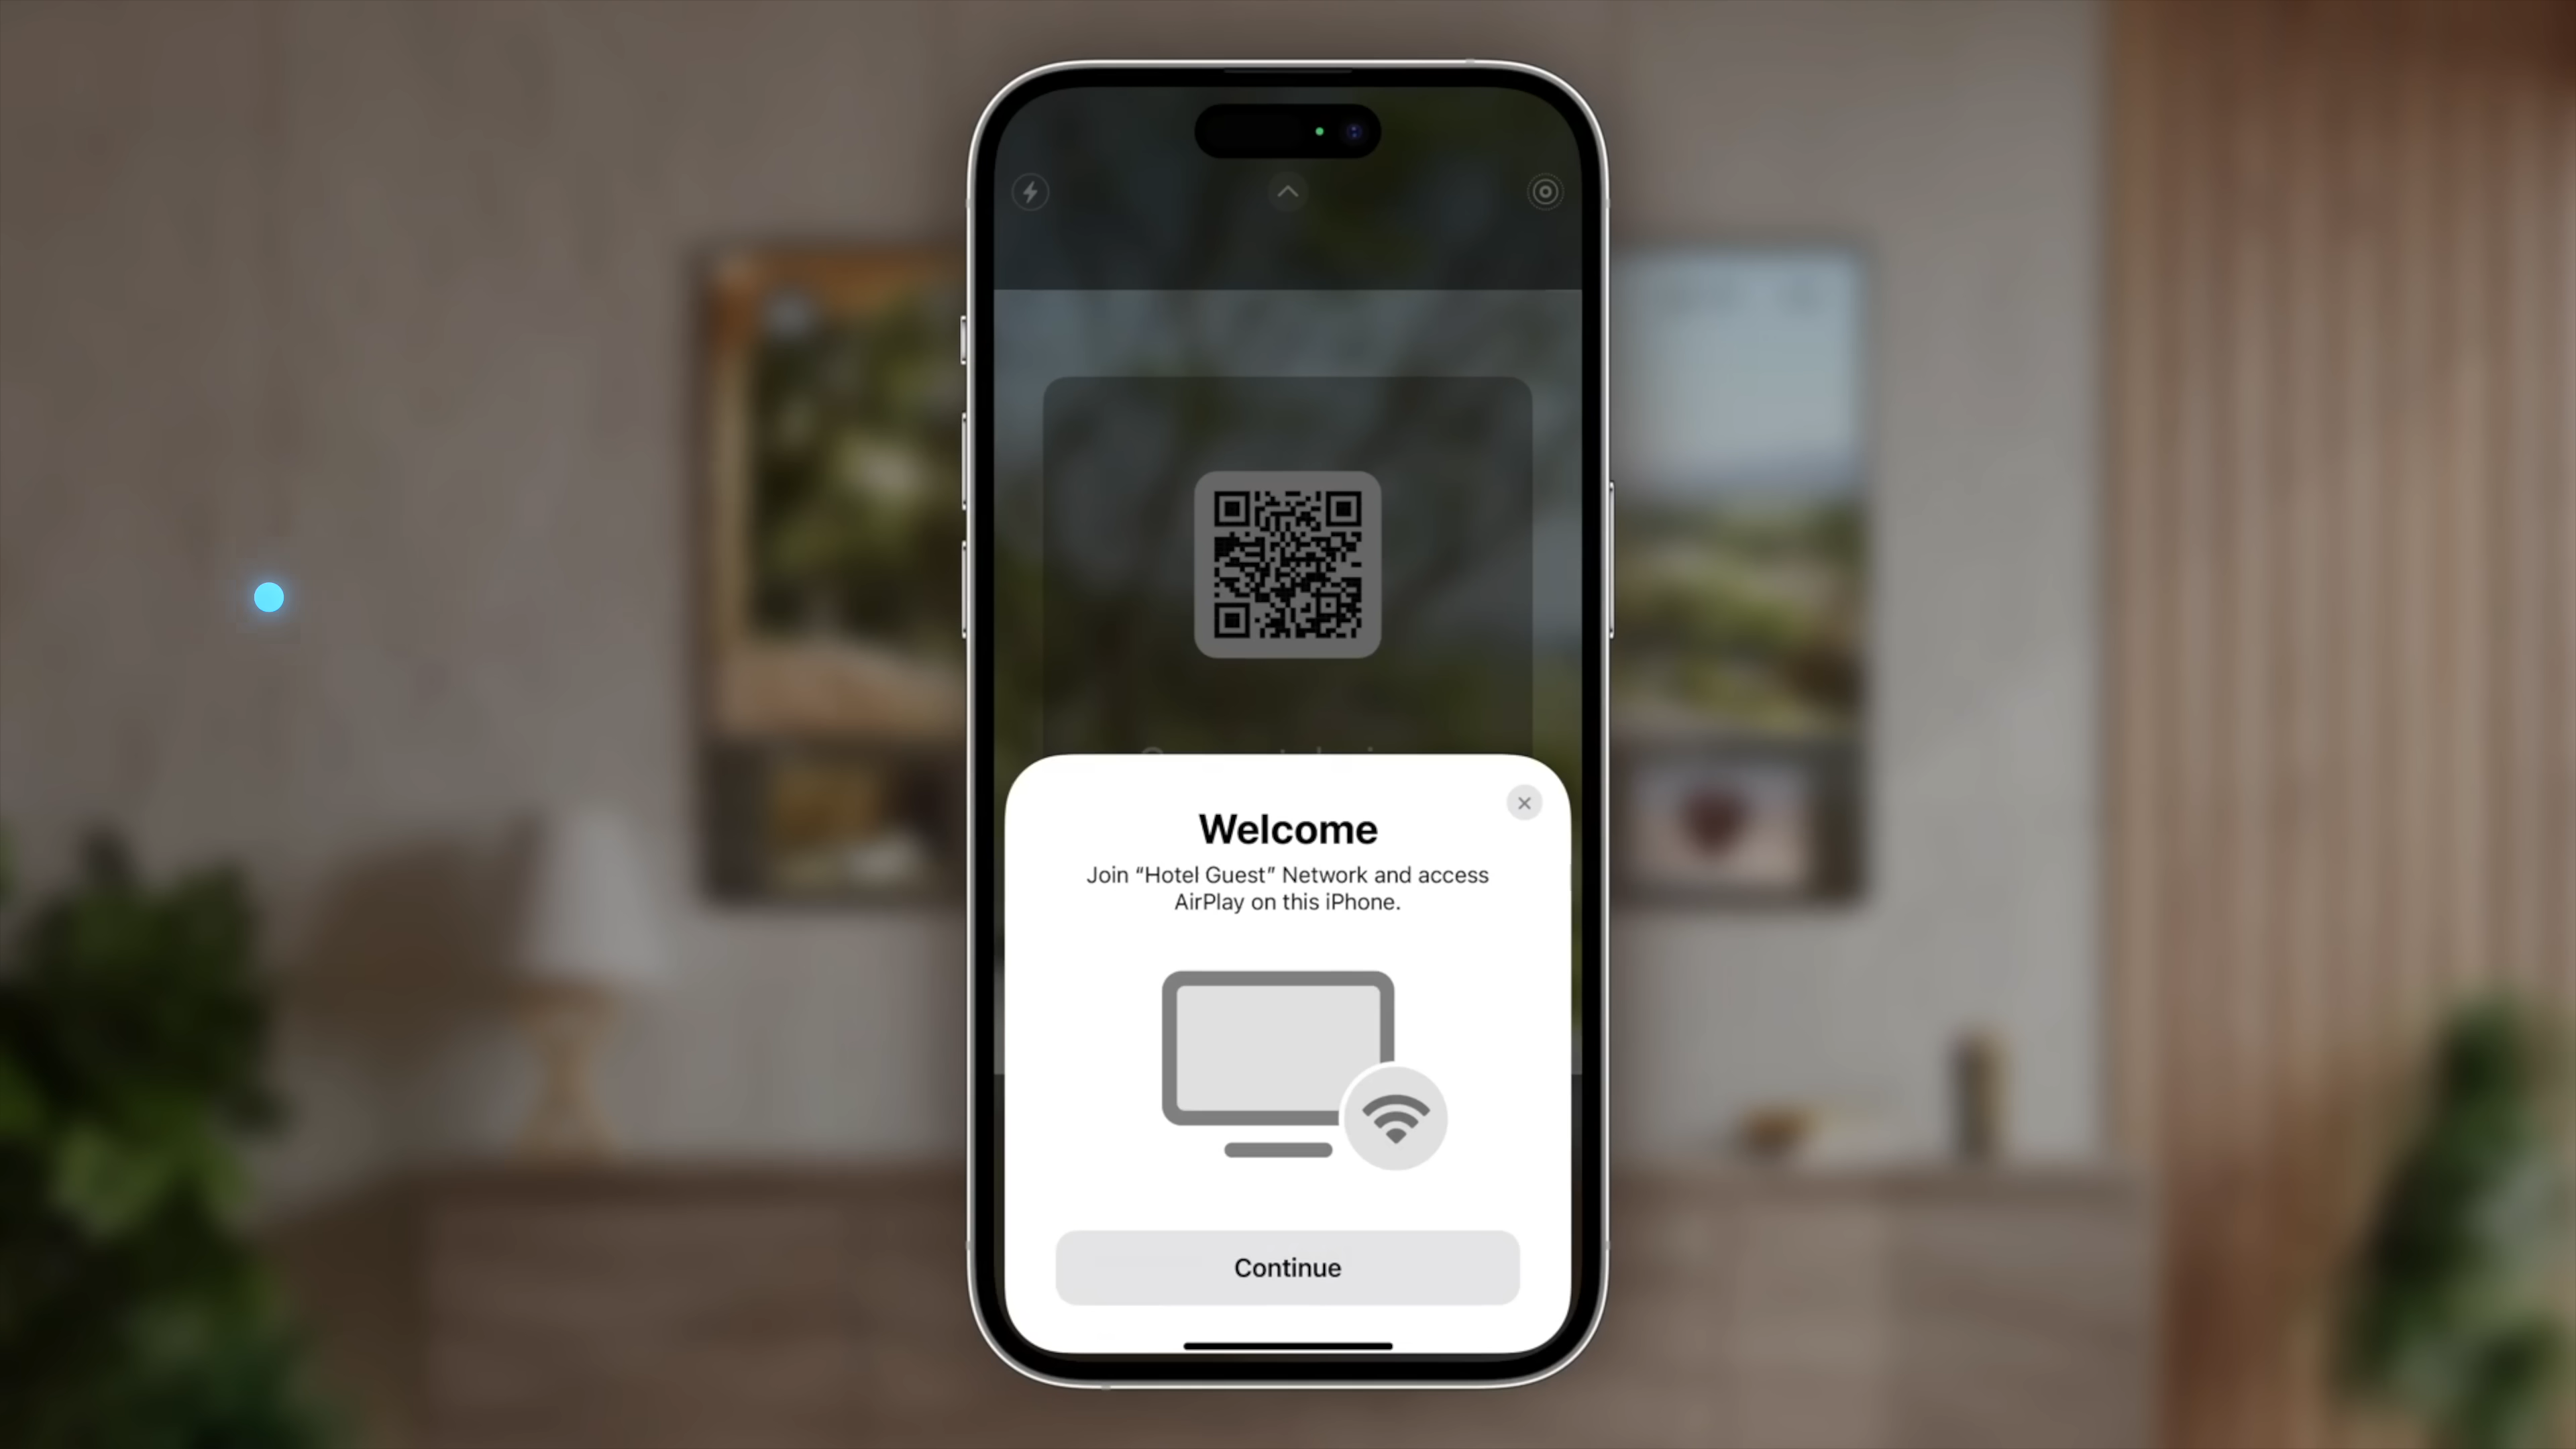 Welcome
Join “Hotel Guest” Network and access
AirPlay on this iPhone.
Continue